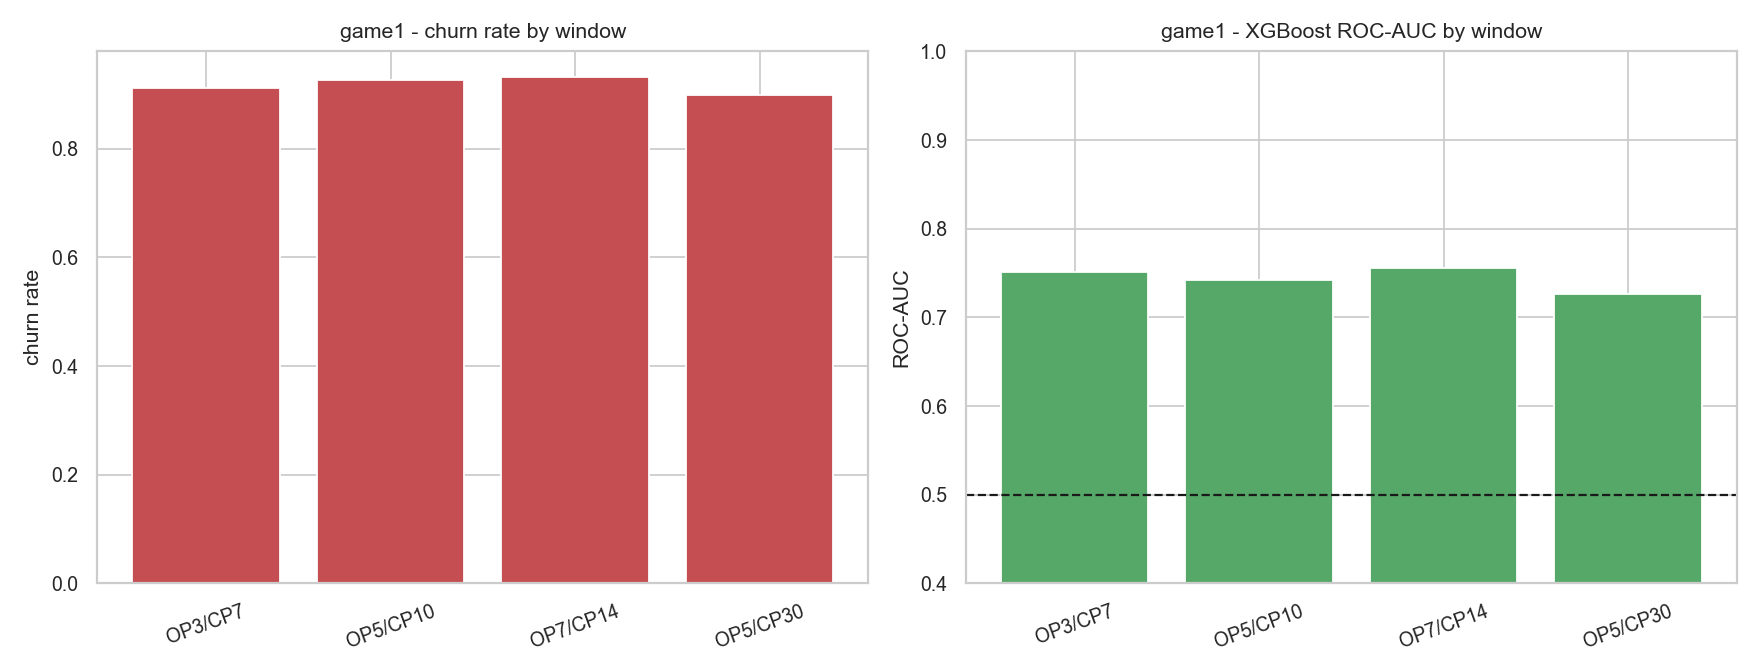 game1 - churn rate by window
churn rate
0.8
0.6
0.4
0.2
0.0
OP3/CP7
OP5/CP10
OP7/CP14
OP5/CP30
game1 - XGBoost ROC-AUC by window
ROC-AUC
1.0
0.9
0.8
0.7
0.6
0.5
0.4
OP3/CP7
OP5/CP10
OP7/CP14
OP5/CP30